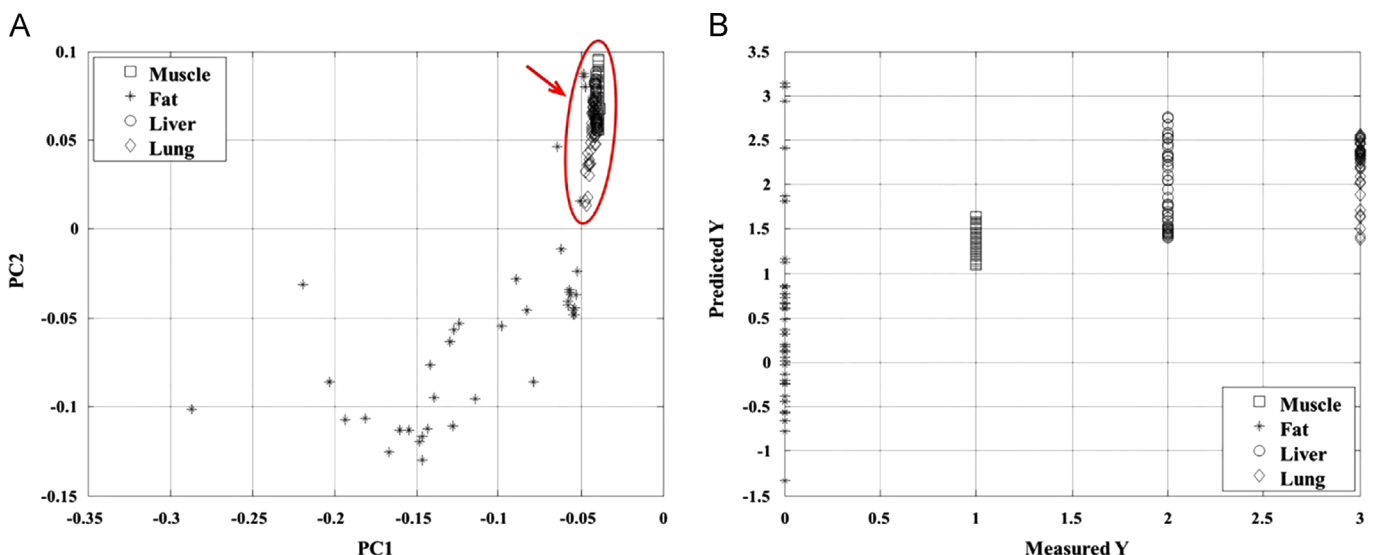 A
B
0.1
0.05
0
-0.05
-0.1
-0.15
PC2
-0.35
-0.3
-0.25
-0.2
-0.15
-0.1
-0.05
0
PC1
Muscle
Fat
Liver
Lung
3.5
3
2.5
2
1.5
1
0.5
0
-0.5
-1
-1.5
Predicted Y
0
0.5
1
1.5
2
2.5
3
Measured Y
Muscle
Fat
Liver
Lung